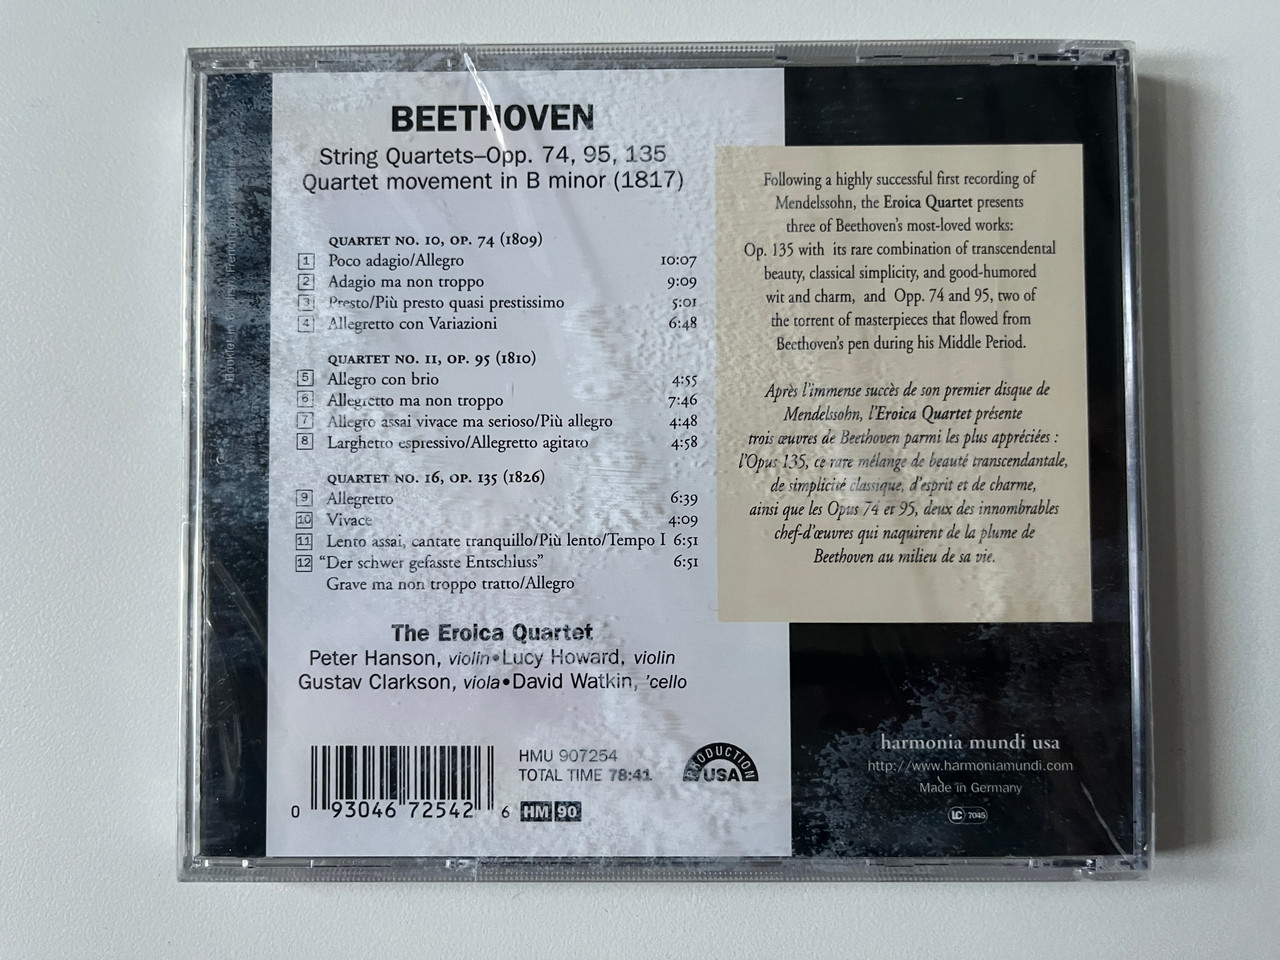 BEETHOVEN
String Quartets–Opp. 74, 95, 135
Quartet movement in B minor (1817)
QUARTET NO. 10, OP. 74 (1809)
1 Poco adagio/Allegro 10:07
2 Adagio ma non troppo 9:09
3 Presto/Più presto quasi prestissimo 5:01
4 Allegretto con Variazioni 6:48
QUARTET NO. 11, OP. 95 (1810)
5 Allegro con brio 4:55
6 Allegretto ma non troppo 7:46
7 Allegro assai vivace ma serioso/Più allegro 4:48
8 Larghetto espressivo/Allegretto agitato 4:58
QUARTET NO. 16, OP. 135 (1826)
9 Allegretto 6:39
10 Vivace 4:09
11 Lento assai, cantate tranquillo/Più lento/Tempo I 6:51
12 “Der schwer gefasste Entschluss” 6:51
Grave ma non troppo tratto/Allegro
The Eroica Quartet
Peter Hanson, violin•Lucy Howard, violin
Gustav Clarkson, viola•David Watkin, ’cello
0 93046 72542 6
HMU 907254
TOTAL TIME 78:41
HM 90
PRODUCTION
USA
Following a highly successful first recording of
Mendelssohn, the Eroica Quartet presents
three of Beethoven’s most-loved works:
Op. 135 with its rare combination of transcendental
beauty, classical simplicity, and good-humored
wit and charm, and Opp. 74 and 95, two of
the torrent of masterpieces that flowed from
Beethoven’s pen during his Middle Period.
Après l’immense succès de son premier disque de
Mendelssohn, l’Eroica Quartet présente
trois œuvres de Beethoven parmi les plus appréciées :
l’Opus 135, ce rare mélange de beauté transcendantale,
de simplicité classique, d’esprit et de charme,
ainsi que les Opus 74 et 95, deux des innombrables
chef-d’œuvres qui naquirent de la plume de
Beethoven au milieu de sa vie.
harmonia mundi usa
http://www.harmoniamundi.com
Made in Germany
LC 7045